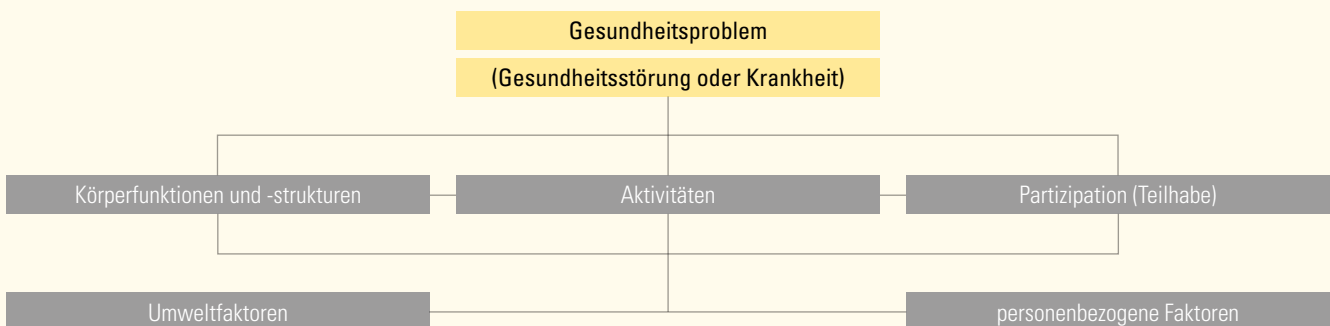 Gesundheitsproblem
(Gesundheitsstörung oder Krankheit)
Körperfunktionen und -strukturen
Aktivitäten
Partizipation (Teilhabe)
Umweltfaktoren
personenbezogene Faktoren